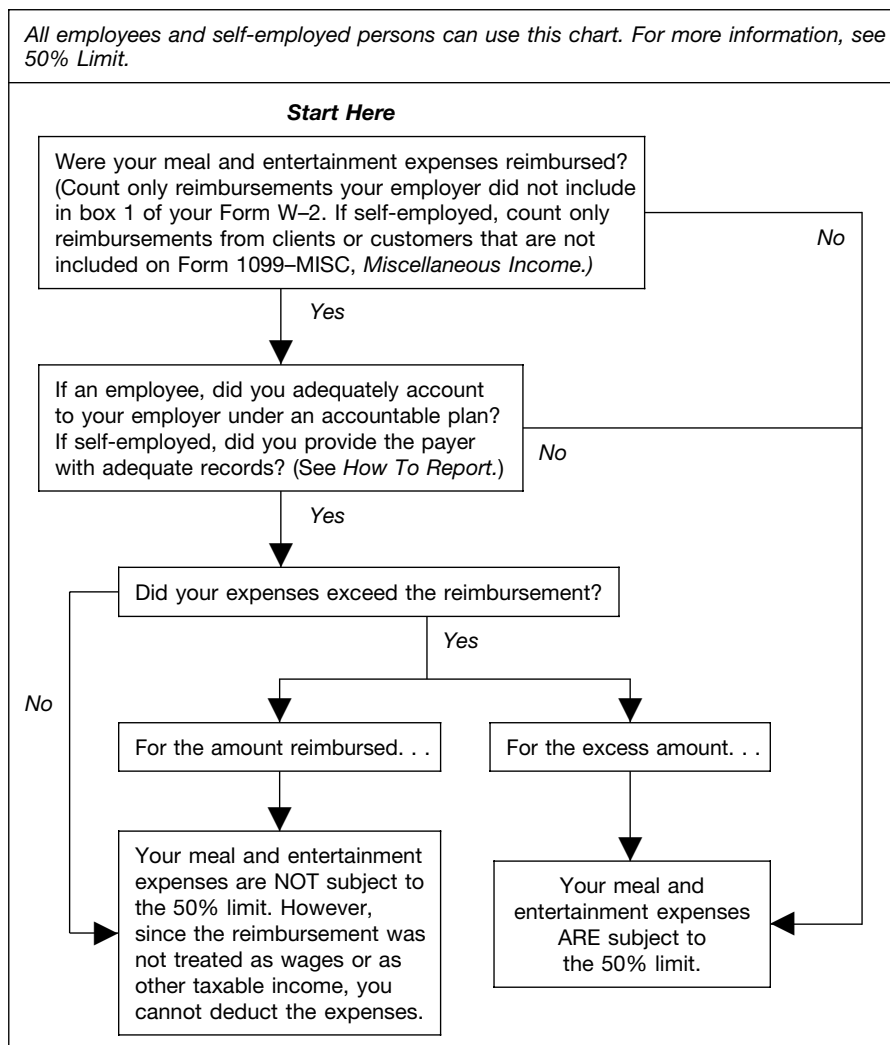 All employees and self-employed persons can use this chart. For more information, see
50% Limit.
Start Here
Were your meal and entertainment expenses reimbursed?
(Count only reimbursements your employer did not include
in box 1 of your Form W–2. If self-employed, count only
reimbursements from clients or customers that are not
included on Form 1099–MISC, Miscellaneous Income.)
No
Yes
If an employee, did you adequately account
to your employer under an accountable plan?
If self-employed, did you provide the payer
with adequate records? (See How To Report.)
No
Yes
Did your expenses exceed the reimbursement?
Yes
No
For the amount reimbursed. . .
For the excess amount. . .
Your meal and entertainment
expenses are NOT subject to
the 50% limit. However,
since the reimbursement was
not treated as wages or as
other taxable income, you
cannot deduct the expenses.
Your meal and
entertainment expenses
ARE subject to
the 50% limit.